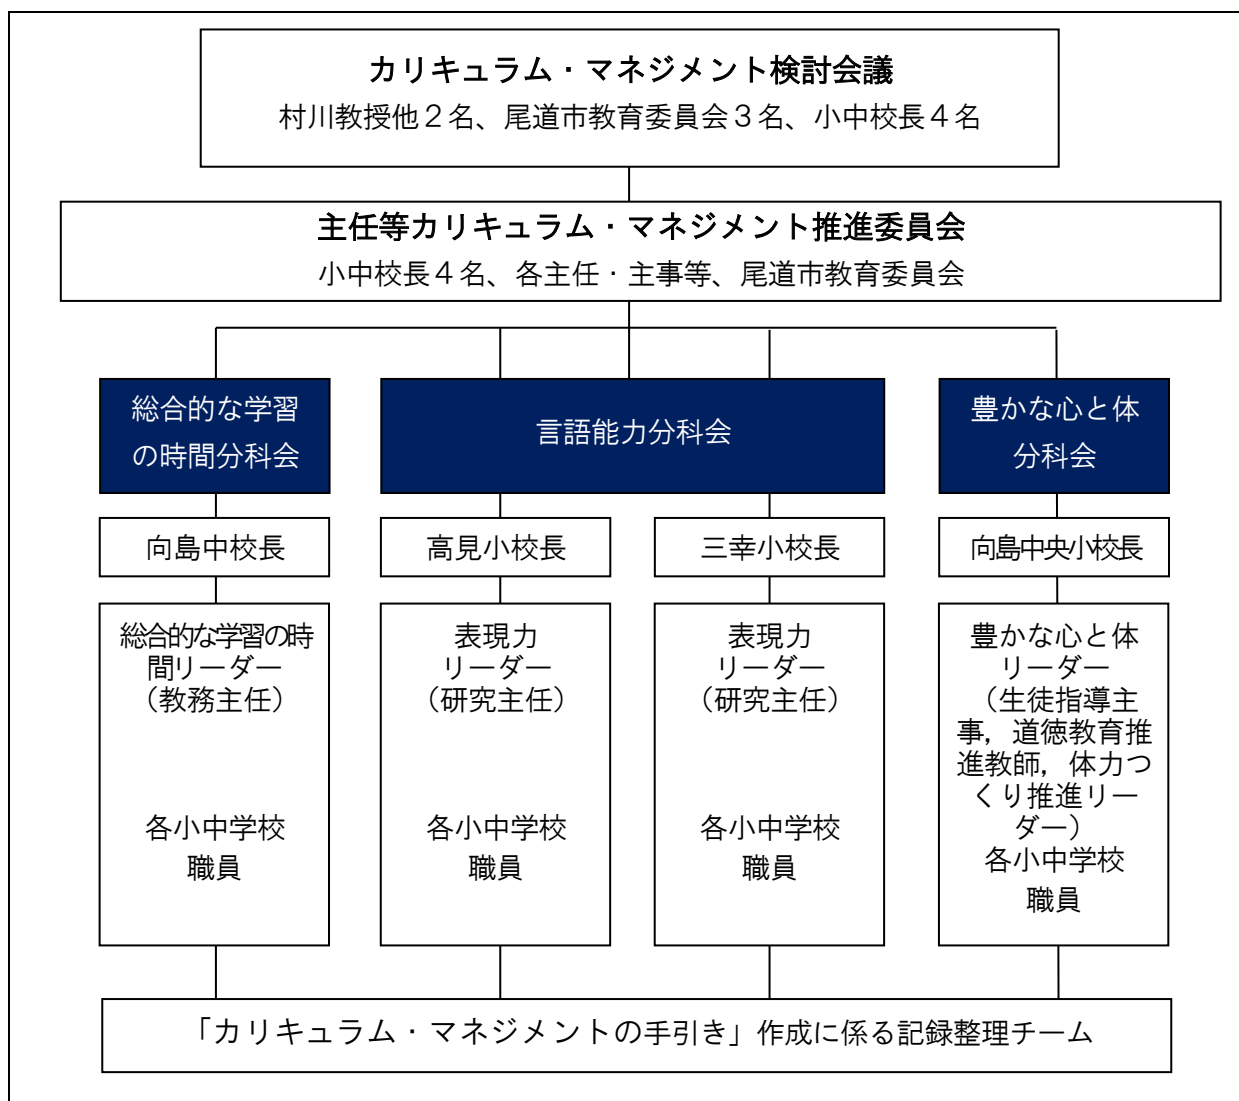 カリキュラム・マネジメント検討会議
村川教授他２名、尾道市教育委員会３名、小中校長４名
主任等カリキュラム・マネジメント推進委員会
小中校長４名、各主任・主事等、尾道市教育委員会
総合的な学習
の時間分科会
言語能力分科会
豊かな心と体
分科会
向島中校長
高見小校長
三幸小校長
向島中央小校長
総合的な学習の時
間リーダー
（教務主任）
各小中学校
職員
表現力
リーダー
（研究主任）
各小中学校
職員
表現力
リーダー
（研究主任）
各小中学校
職員
豊かな心と体
リーダー
（生徒指導主
事，道徳教育推
進教師，体力つ
くり推進リー
ダー）
各小中学校
職員
「カリキュラム・マネジメントの手引き」作成に係る記録整理チーム